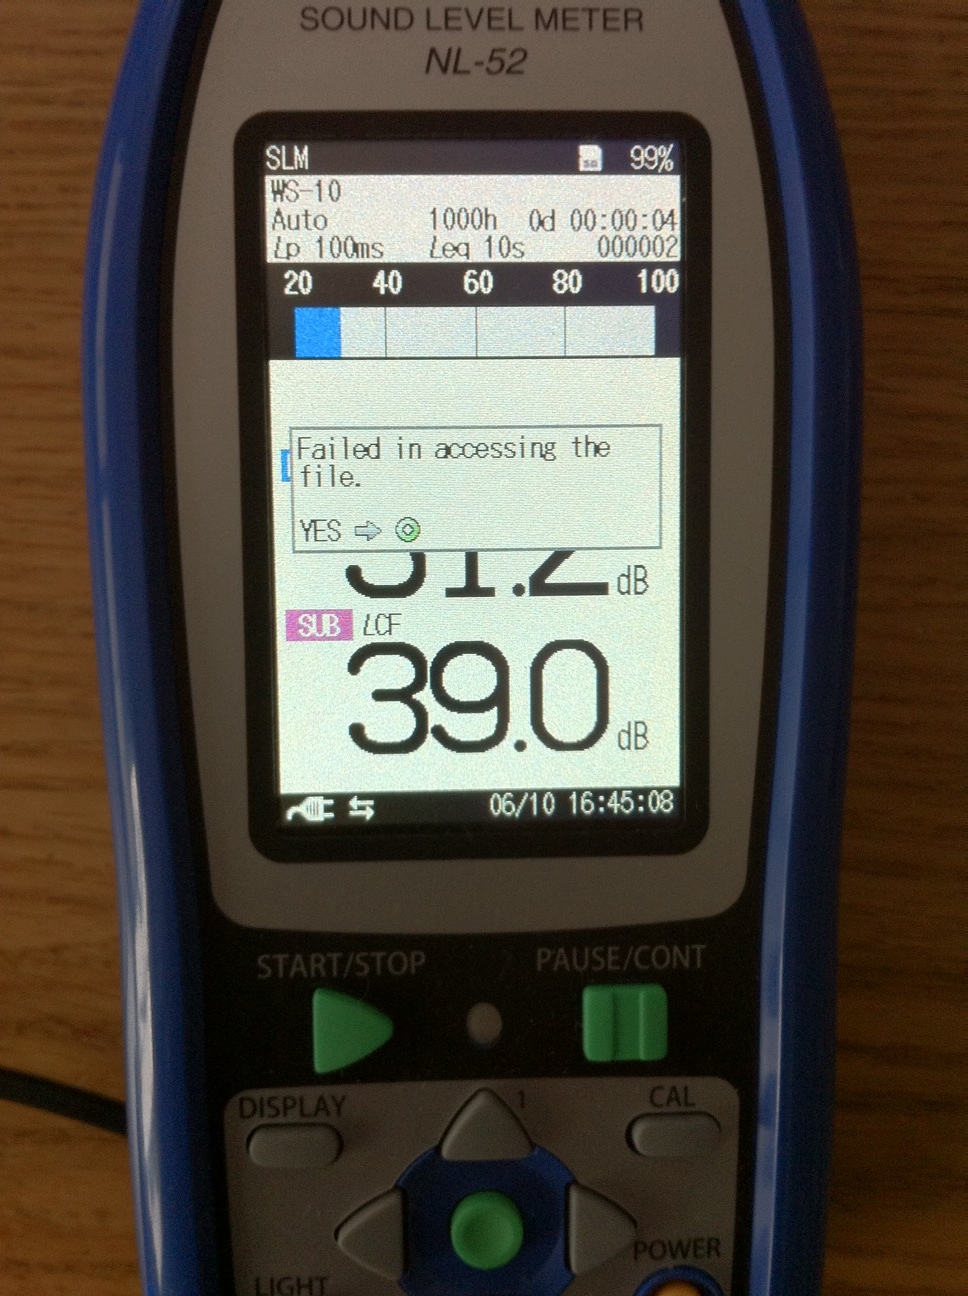 SOUND LEVEL METER
NL-52
SLM 99%
WS-10
Auto 1000h 0d 00:00:04
Lp 100ms Leq 10s 000002
20 40 60 80 100
Failed in accessing the
file.
YES
31.2 dB
SUB LCF
39.0 dB
06/10 16:45:08
START/STOP PAUSE/CONT
DISPLAY 1 CAL
POWER
LIGHT